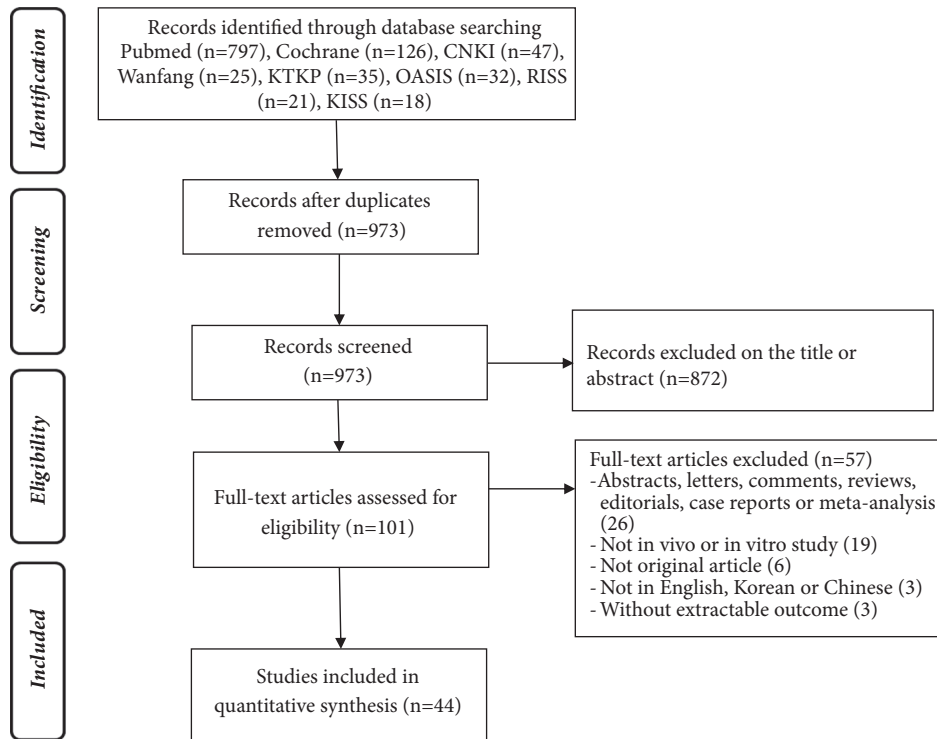 Identification
Records identified through database searching
Pubmed (n=797), Cochrane (n=126), CNKI (n=47),
Wanfang (n=25), KTKP (n=35), OASIS (n=32), RISS
(n=21), KISS (n=18)
Screening
Records after duplicates
removed (n=973)
Records screened
(n=973)
Records excluded on the title or
abstract (n=872)
Eligibility
Full-text articles assessed for
eligibility (n=101)
Full-text articles excluded (n=57)
-Abstracts, letters, comments, reviews,
editorials, case reports or meta-analysis
(26)
- Not in vivo or in vitro study (19)
- Not original article (6)
- Not in English, Korean or Chinese (3)
- Without extractable outcome (3)
Included
Studies included in
quantitative synthesis (n=44)